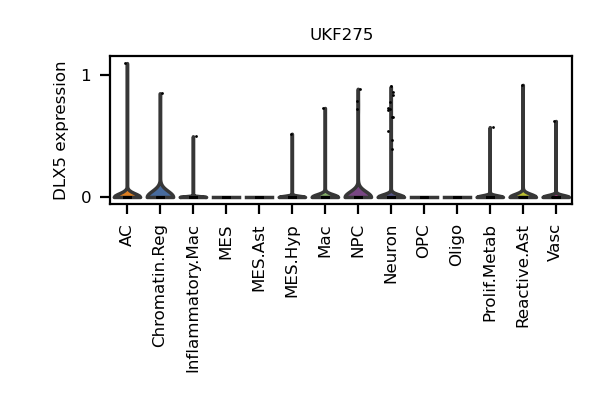 UKF275
DLX5 expression
1
0
AC
Chromatin.Reg
Inflammatory.Mac
MES
MES.Ast
MES.Hyp
Mac
NPC
Neuron
OPC
Oligo
Prolif.Metab
Reactive.Ast
Vasc